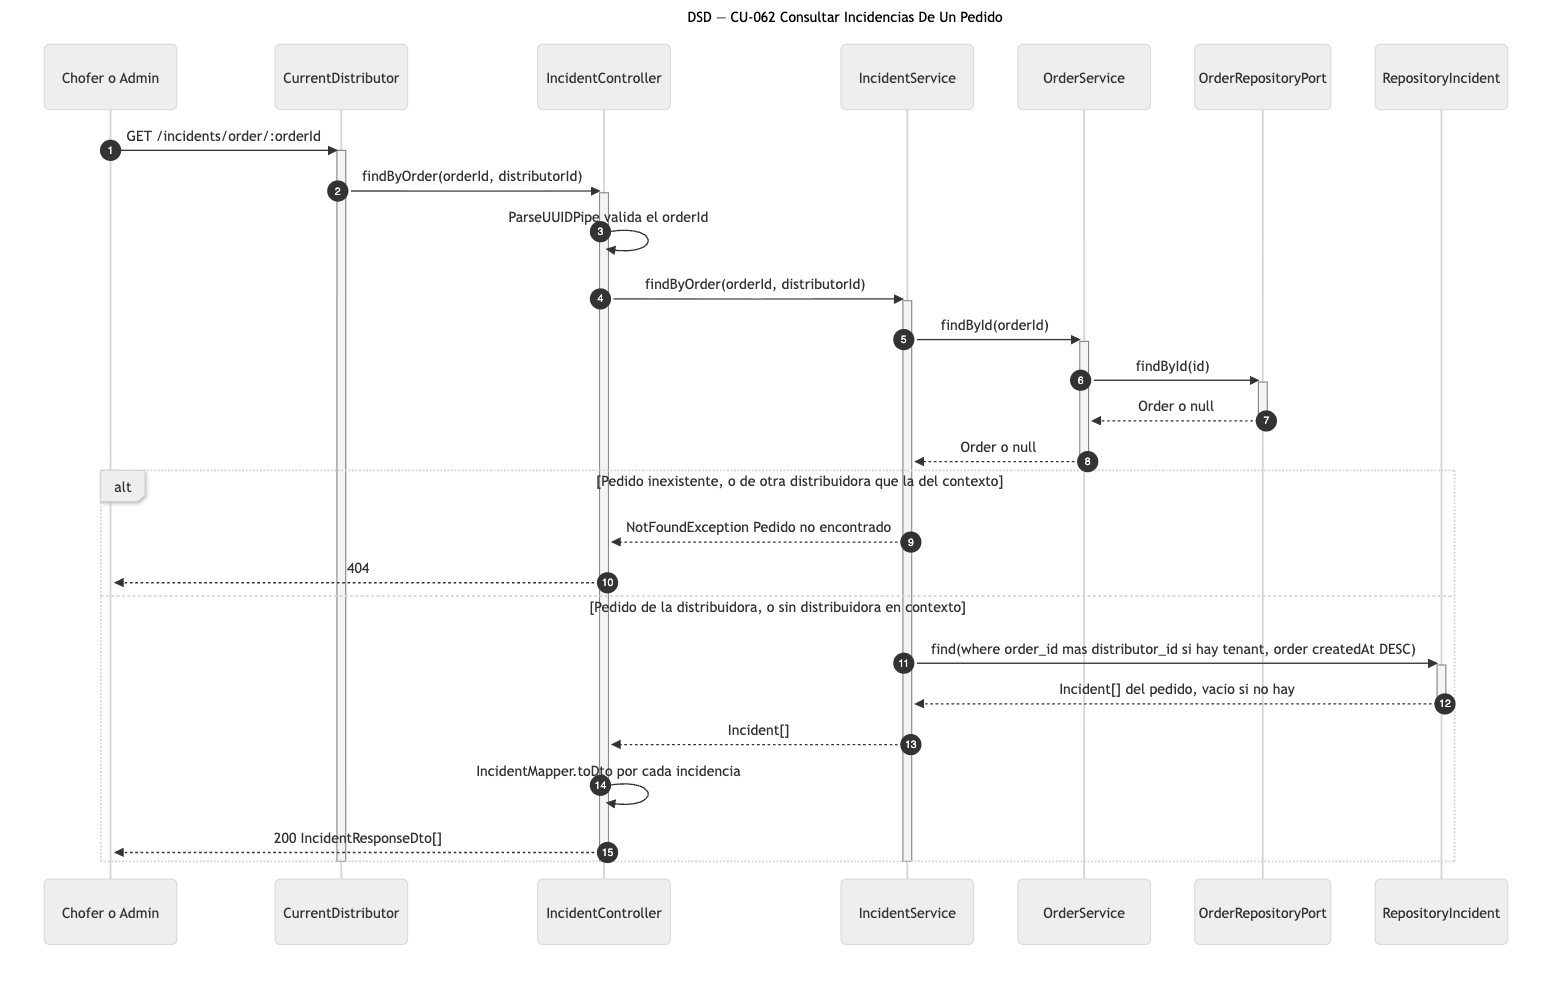 DSD — CU-062 Consultar Incidencias De Un Pedido
Chofer o Admin
CurrentDistributor
IncidentController
IncidentService
OrderService
OrderRepositoryPort
RepositoryIncident
GET /incidents/order/:orderId
1
findByOrder(orderId, distributorId)
2
ParseUUIDPipe valida el orderId
3
findByOrder(orderId, distributorId)
4
findById(orderId)
5
findById(id)
6
Order o null
7
Order o null
8
alt
[Pedido inexistente, o de otra distribuidora que la del contexto]
NotFoundException Pedido no encontrado
9
404
10
[Pedido de la distribuidora, o sin distribuidora en contexto]
find(where order_id mas distributor_id si hay tenant, order createdAt DESC)
11
Incident[] del pedido, vacio si no hay
12
Incident[]
13
IncidentMapper.toDto por cada incidencia
14
200 IncidentResponseDto[]
15
Chofer o Admin
CurrentDistributor
IncidentController
IncidentService
OrderService
OrderRepositoryPort
RepositoryIncident